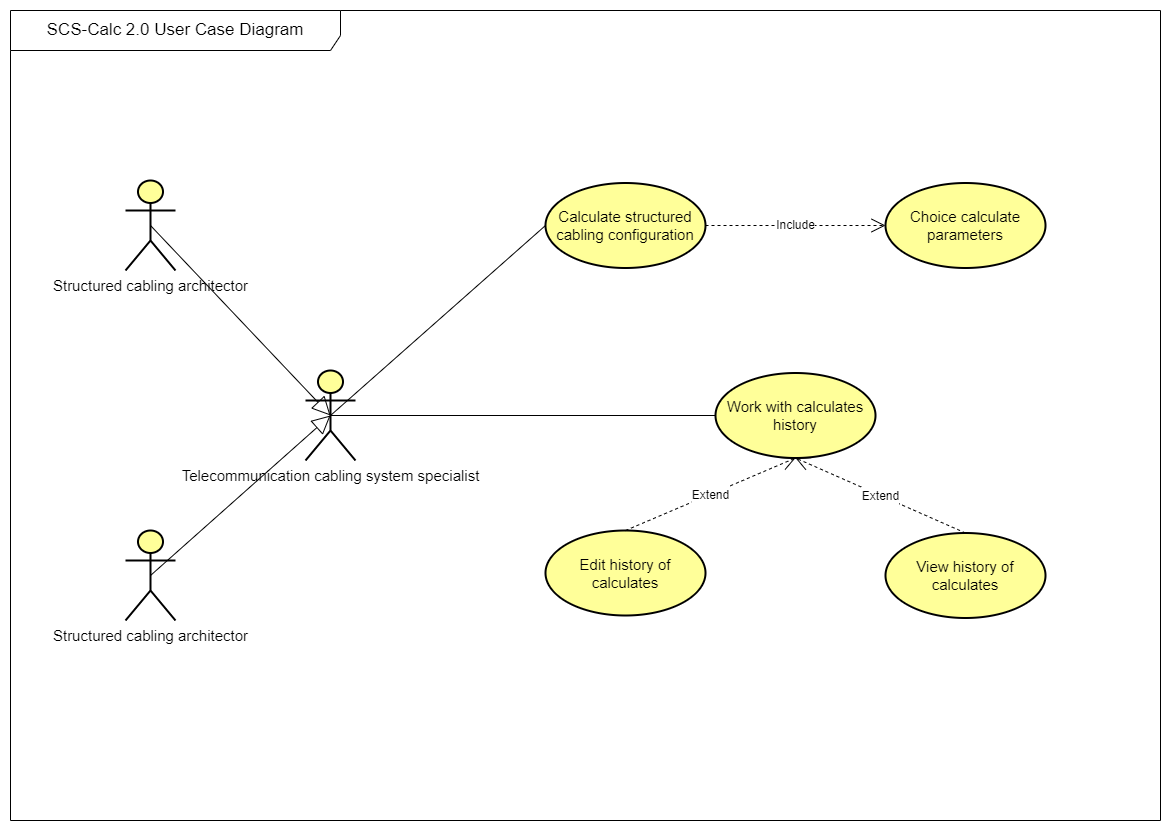 SCS-Calc 2.0 User Case Diagram
Structured cabling architector
Calculate structured
cabling configuration
Include
Choice calculate
parameters
Telecommunication cabling system specialist
Work with calculates
history
Extend
Extend
Edit history of
calculates
View history of
calculates
Structured cabling architector